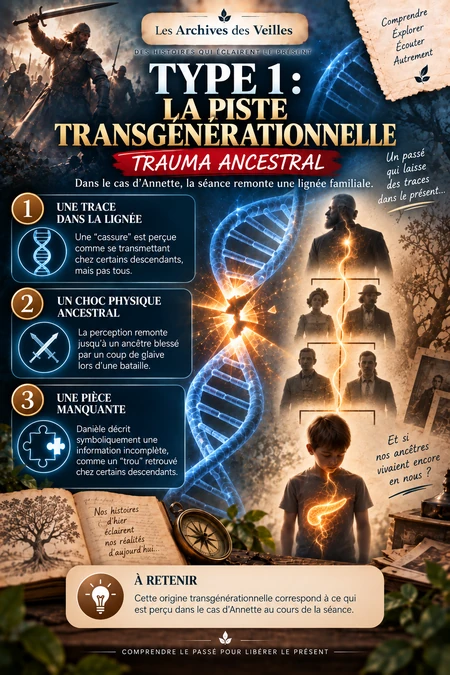 Les Archives des Veilles
DES HISTOIRES QUI ÉCLAIRENT LE PRÉSENT
Comprendre
Explorer
Écouter
Autrement
TYPE 1 :
LA PISTE
TRANSGÉNÉRATIONNELLE
TRAUMA ANCESTRAL
Dans le cas d'Annette, la séance remonte une lignée familiale.
Un passé
qui laisse
des traces
dans le présent...
1
UNE TRACE
DANS LA LIGNÉE
Une "cassure" est perçue
comme se transmettant
chez certains descendants,
mais pas tous.
2
UN CHOC PHYSIQUE
ANCESTRAL
La perception remonte
jusqu'à un ancêtre blessé
par un coup de glaive
lors d'une bataille.
3
UNE PIÈCE
MANQUANTE
Danièle décrit
symboliquement une
information incomplète,
comme un "trou" retrouvé
chez certains descendants.
Et si
nos ancêtres
vivaient encore
en nous ?
Nos histoires
d'hier
éclairent
nos réalités
d'aujourd'hui...
À RETENIR
Cette origine transgénérationnelle correspond à ce qui
est perçu dans le cas d'Annette au cours de la séance.
COMPRENDRE LE PASSÉ POUR LIBÉRER LE PRÉSENT